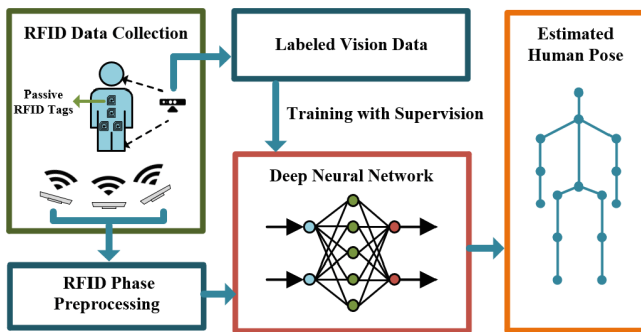 RFID Data Collection
Passive
RFID Tags
Labeled Vision Data
Training with Supervision
Deep Neural Network
RFID Phase
Preprocessing
Estimated
Human Pose